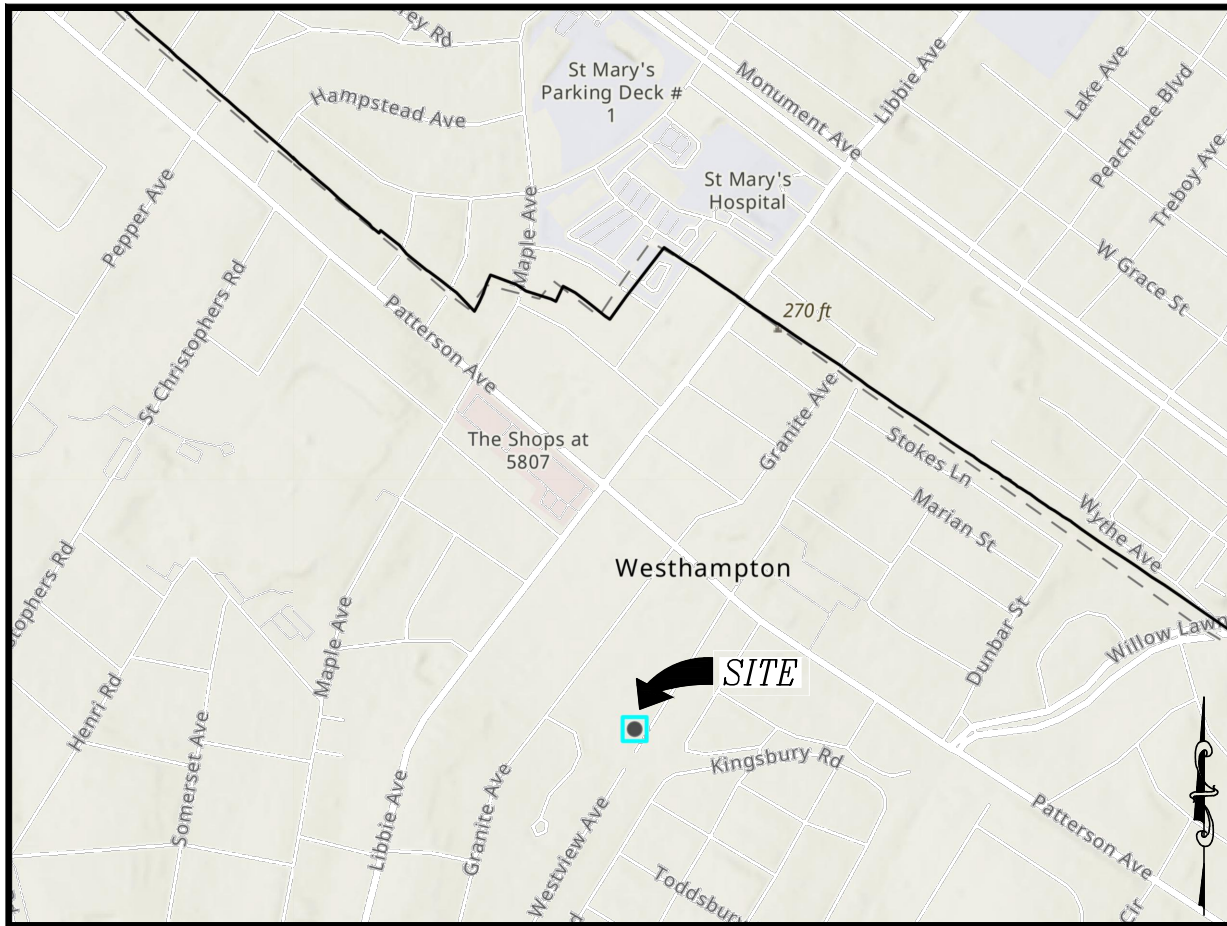 rey Rd
St Mary's
Parking Deck #
1
Hampstead Ave
Monument Ave
Libbie Ave
Lake Ave
Peachtree Blvd
Treboy Ave
W Grace St
St Mary's
Hospital
Pepper Ave
Maple Ave
St Christophers Rd
Patterson Ave
270 ft
Granite Ave
The Shops at
5807
Stokes Ln
Marian St
Wythe Ave
Westhampton
stophers Rd
Maple Ave
Dunbar St
Willow Lawn
SITE
Henri Rd
Somerset Ave
Libbie Ave
Granite Ave
Westview Ave
Kingsbury Rd
Patterson Ave
Toddsbury
d
Cir